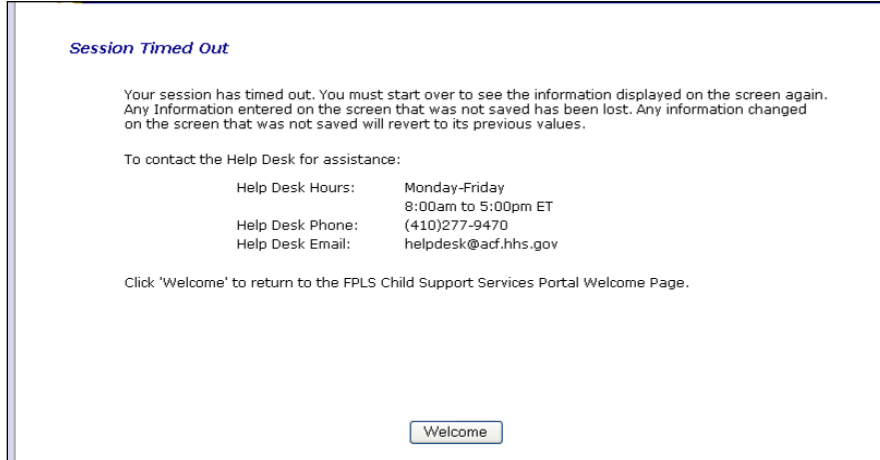 Session Timed Out
Your session has timed out. You must start over to see the information displayed on the screen again.
Any Information entered on the screen that was not saved has been lost. Any information changed
on the screen that was not saved will revert to its previous values.
To contact the Help Desk for assistance:
Help Desk Hours: Monday-Friday
8:00am to 5:00pm ET
Help Desk Phone: (410)277-9470
Help Desk Email: helpdesk@acf.hhs.gov
Click 'Welcome' to return to the FPLS Child Support Services Portal Welcome Page.
Welcome